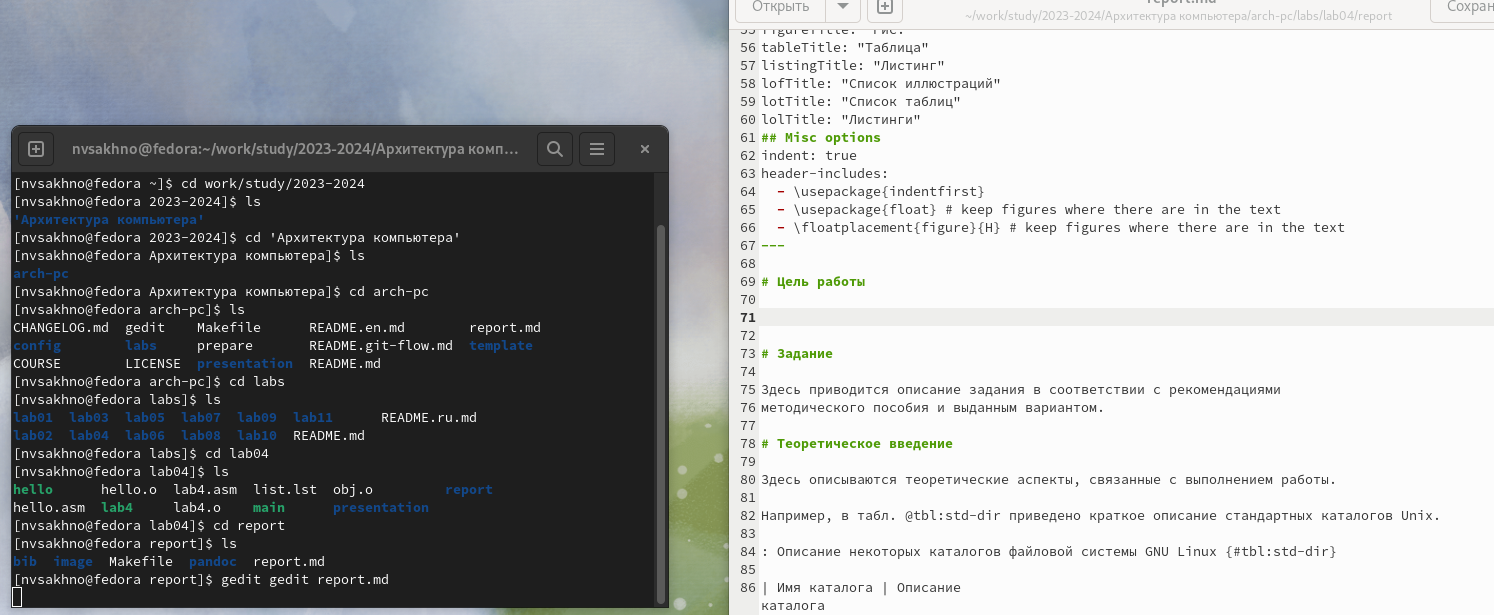 nvsakhno@fedora:~/work/study/2023-2024/Архитектура комп...
[nvsakhno@fedora ~]$ cd work/study/2023-2024
[nvsakhno@fedora 2023-2024]$ ls
'Архитектура компьютера'
[nvsakhno@fedora 2023-2024]$ cd 'Архитектура компьютера'
[nvsakhno@fedora Архитектура компьютера]$ ls
arch-pc
[nvsakhno@fedora Архитектура компьютера]$ cd arch-pc
[nvsakhno@fedora arch-pc]$ ls
CHANGELOG.md gedit Makefile README.en.md report.md
config labs prepare README.git-flow.md template
COURSE LICENSE presentation README.md
[nvsakhno@fedora arch-pc]$ cd labs
[nvsakhno@fedora labs]$ ls
lab01 lab03 lab05 lab07 lab09 lab11 README.ru.md
lab02 lab04 lab06 lab08 lab10 README.md
[nvsakhno@fedora labs]$ cd lab04
[nvsakhno@fedora lab04]$ ls
hello hello.o lab4.asm list.lst obj.o report
hello.asm lab4 lab4.o main presentation
[nvsakhno@fedora lab04]$ cd report
[nvsakhno@fedora report]$ ls
bib image Makefile pandoc report.md
[nvsakhno@fedora report]$ gedit gedit report.md
Открыть
report.md
~/work/study/2023-2024/Архитектура компьютера/arch-pc/labs/lab04/report
Сохран
55 figureTitle: "Рис.
56 tableTitle: "Таблица"
57 listingTitle: "Листинг"
58 lofTitle: "Список иллюстраций"
59 lotTitle: "Список таблиц"
60 lolTitle: "Листинги"
61 ## Misc options
62 indent: true
63 header-includes:
64 - \usepackage{indentfirst}
65 - \usepackage{float} # keep figures where there are in the text
66 - \floatplacement{figure}{H} # keep figures where there are in the text
67 ---
68
69 # Цель работы
70
71
72
73 # Задание
74
75 Здесь приводится описание задания в соответствии с рекомендациями
76 методического пособия и выданным вариантом.
77
78 # Теоретическое введение
79
80 Здесь описываются теоретические аспекты, связанные с выполнением работы.
81
82 Например, в табл. @tbl:std-dir приведено краткое описание стандартных каталогов Unix.
83
84 : Описание некоторых каталогов файловой системы GNU Linux {#tbl:std-dir}
85
86 | Имя каталога | Описание
каталога